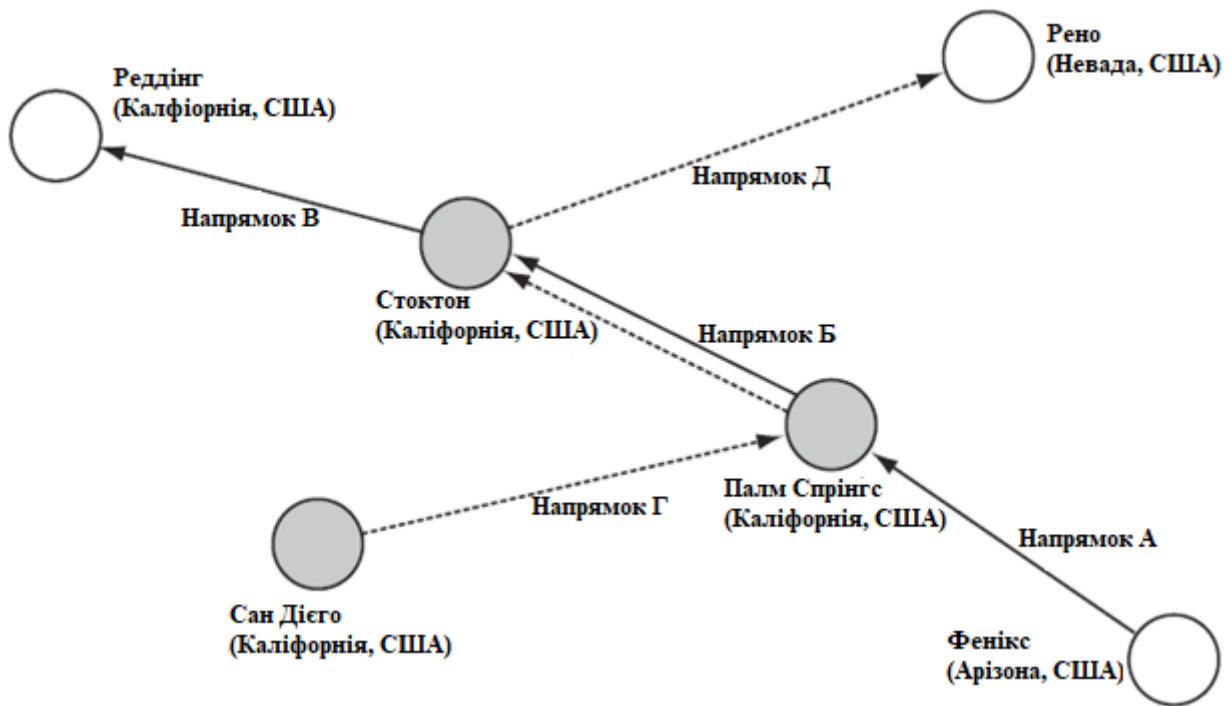 Рено
(Невада, США)
Реддінг
(Калфіорнія, США)
Напрямок Д
Напрямок В
Стоктон
(Каліфорнія, США)
Напрямок Б
Палм Спрінгс
(Каліфорнія, США)
Напрямок Г
Напрямок А
Сан Дієго
(Каліфорнія, США)
Фенікс
(Арізона, США)